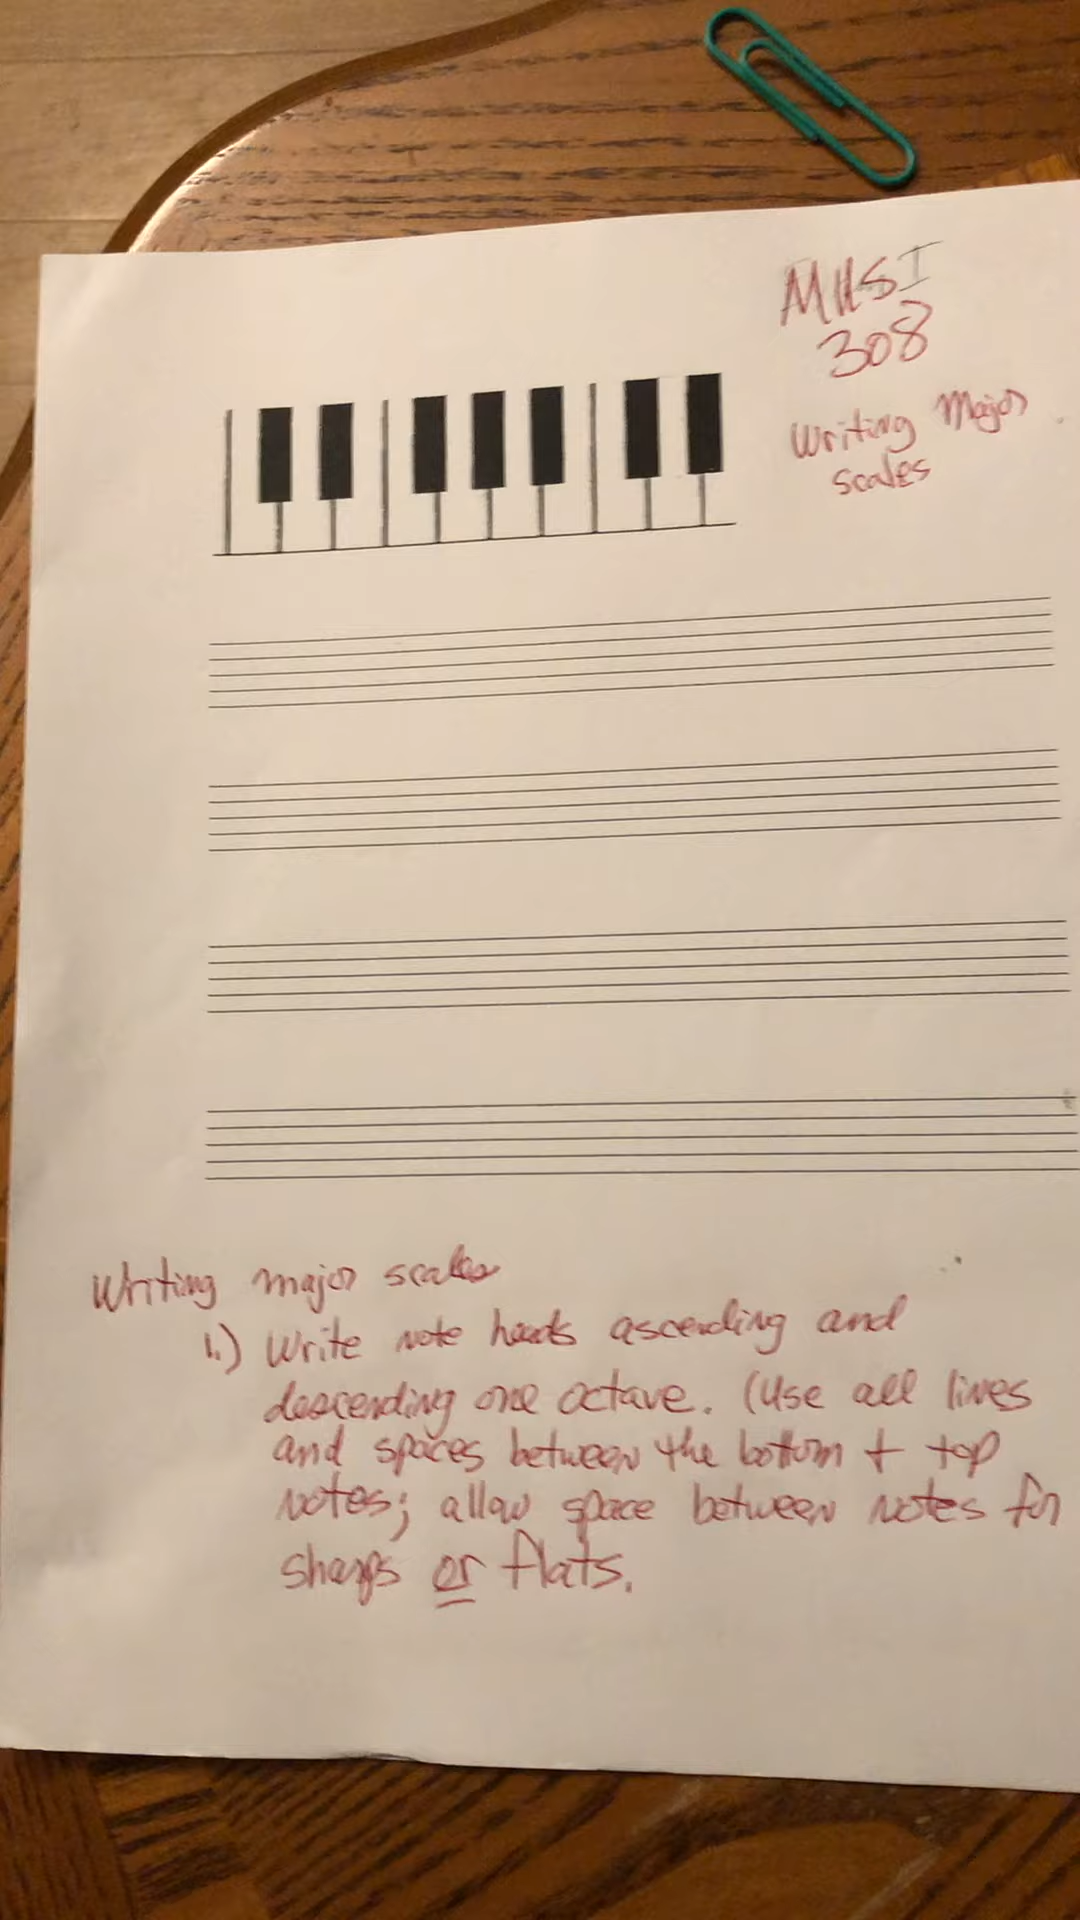 MUSI
308
Writing Major
scales
Writing major scales
1.) Write note heads ascending and
descending one octave. (Use all lines
and spaces between the bottom + top
notes; allow space between notes for
sharps or flats.